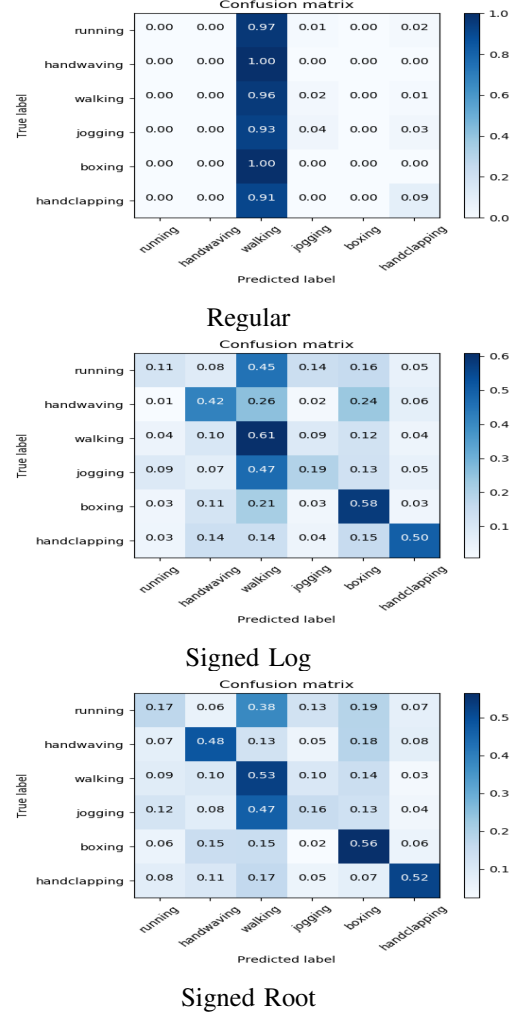 Confusion matrix
running 0.00 0.00 0.97 0.01 0.00 0.02
handwaving 0.00 0.00 1.00 0.00 0.00 0.00
walking 0.00 0.00 0.96 0.02 0.00 0.01
jogging 0.00 0.00 0.93 0.04 0.00 0.03
boxing 0.00 0.00 1.00 0.00 0.00 0.00
handclapping 0.00 0.00 0.91 0.00 0.00 0.09
True label
running handwaving walking jogging boxing handclapping
Predicted label
1.0
0.8
0.6
0.4
0.2
0.0
Regular
Confusion matrix
running 0.11 0.08 0.45 0.14 0.16 0.05
handwaving 0.01 0.42 0.26 0.02 0.24 0.06
walking 0.04 0.10 0.61 0.09 0.12 0.04
jogging 0.09 0.07 0.47 0.19 0.13 0.05
boxing 0.03 0.11 0.21 0.03 0.58 0.03
handclapping 0.03 0.14 0.14 0.04 0.15 0.50
True label
running handwaving walking jogging boxing handclapping
Predicted label
0.6
0.5
0.4
0.3
0.2
0.1
Signed Log
Confusion matrix
running 0.17 0.06 0.38 0.13 0.19 0.07
handwaving 0.07 0.48 0.13 0.05 0.18 0.08
walking 0.09 0.10 0.53 0.10 0.14 0.03
jogging 0.12 0.08 0.47 0.16 0.13 0.04
boxing 0.06 0.15 0.15 0.02 0.56 0.06
handclapping 0.08 0.11 0.17 0.05 0.07 0.52
True label
running handwaving walking jogging boxing handclapping
Predicted label
0.5
0.4
0.3
0.2
0.1
Signed Root